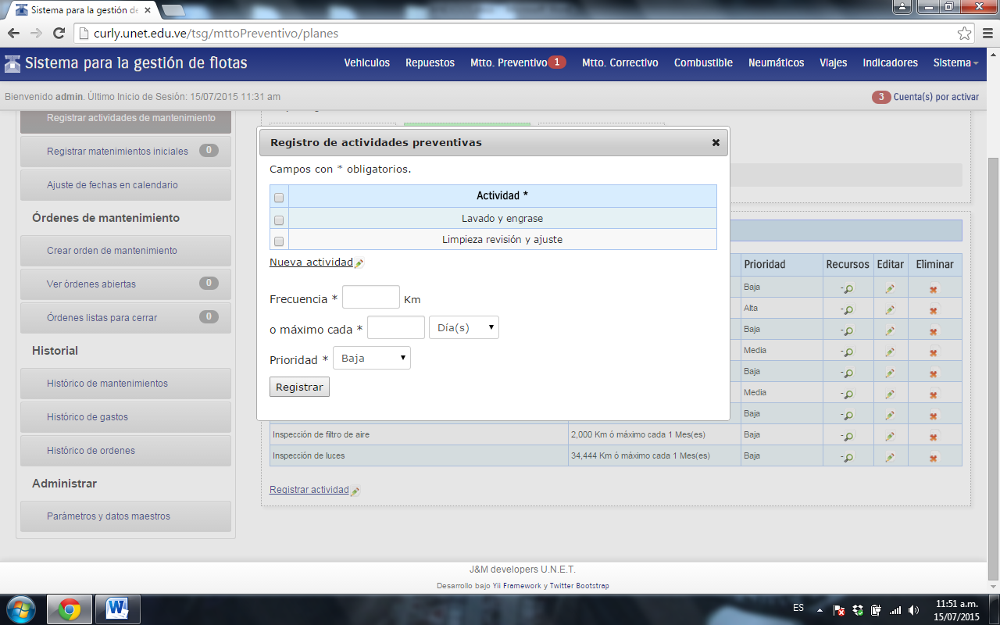 Sistema para la gestión de
curly.unet.edu.ve/tsg/mttoPreventivo/planes
Sistema para la gestión de flotas
Vehiculos Repuestos Mtto. Preventivo 1 Mtto. Correctivo Combustible Neumáticos Viajes Indicadores Sistema
Bienvenido admin. Último Inicio de Sesión: 15/07/2015 11:31 am
3 Cuenta(s) por activar
Registrar actividades de mantenimiento
Registrar matenimientos iniciales 0
Ajuste de fechas en calendario
Órdenes de mantenimiento
Crear orden de mantenimiento
Ver órdenes abiertas 0
Órdenes listas para cerrar 0
Historial
Histórico de mantenimientos
Histórico de gastos
Histórico de ordenes
Administrar
Parámetros y datos maestros
Registro de actividades preventivas
Campos con * obligatorios.
Actividad *
Lavado y engrase
Limpieza revisión y ajuste
Nueva actividad
Frecuencia * Km
o máximo cada * Día(s)
Prioridad * Baja
Registrar
Prioridad Recursos Editar Eliminar
Baja -
Alta -
Baja -
Media -
Baja -
Media -
Baja -
Inspección de filtro de aire 2,000 Km ó máximo cada 1 Mes(es) Baja -
Inspección de luces 34,444 Km ó máximo cada 1 Mes(es) Baja -
Registrar actividad
J&M developers U.N.E.T.
Desarrollo bajo Yii Framework y Twitter Bootstrap
ES
11:51 a.m.
15/07/2015